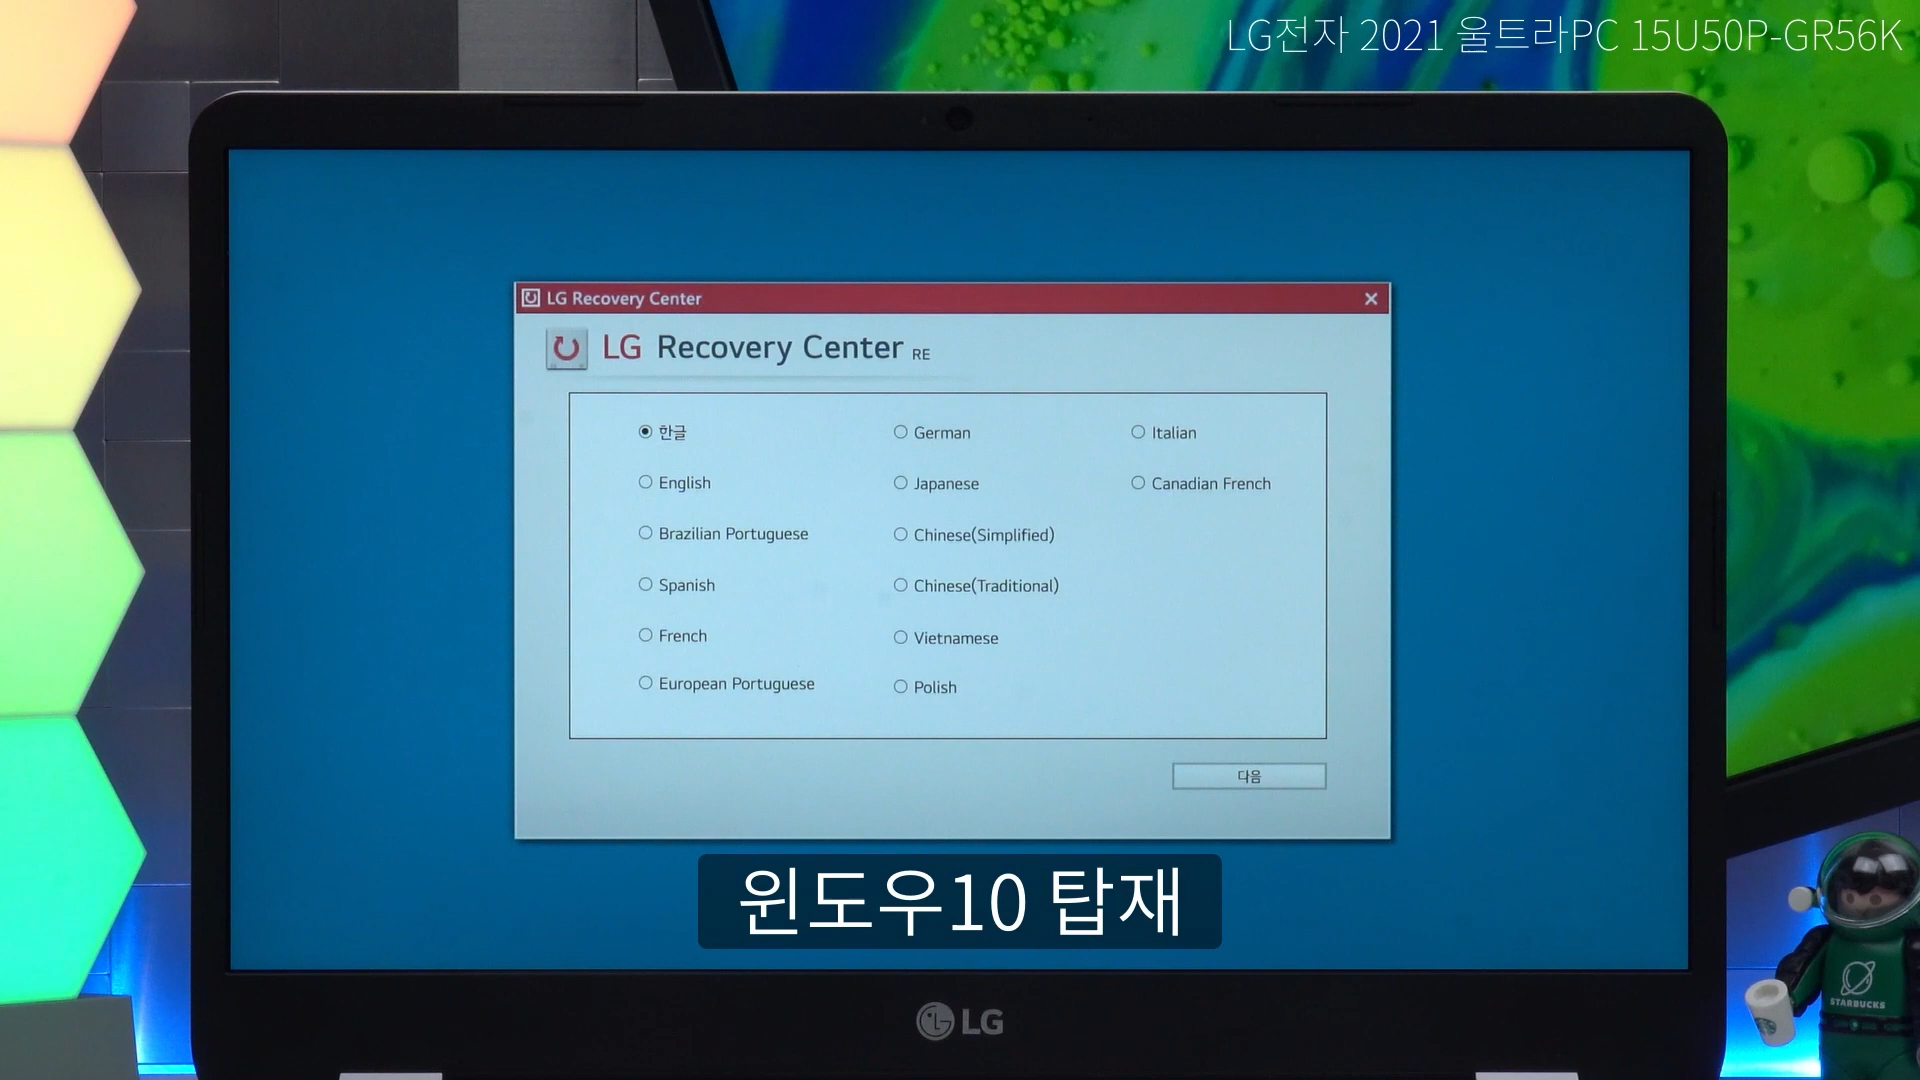 LG전자 2021 울트라PC 15U50P-GR56K
LG Recovery Center
LG Recovery Center RE
한글
English
Brazilian Portuguese
Spanish
French
European Portuguese
German
Japanese
Chinese(Simplified)
Chinese(Traditional)
Vietnamese
Polish
Italian
Canadian French
다음
윈도우10 탑재
LG
STARBUCKS